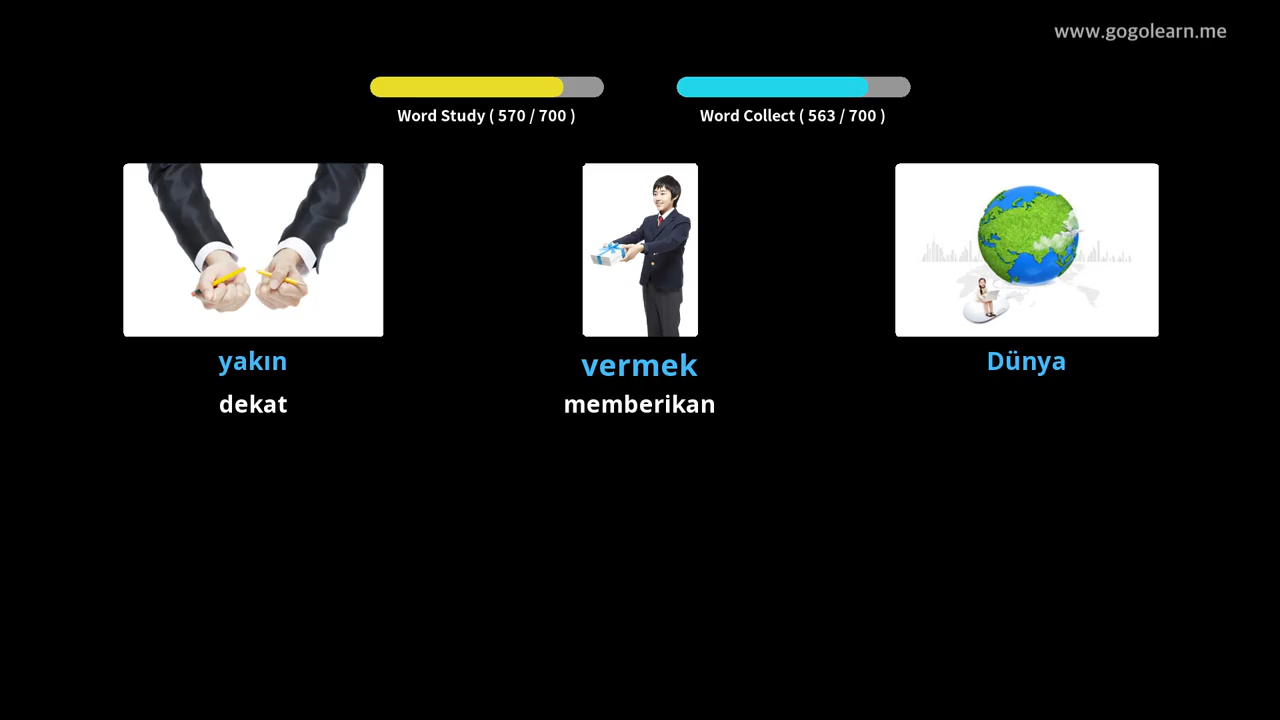 www.gogolearn.me
Word Study ( 570 / 700 )
Word Collect ( 563 / 700 )
yakın
vermek
Dünya
dekat
memberikan